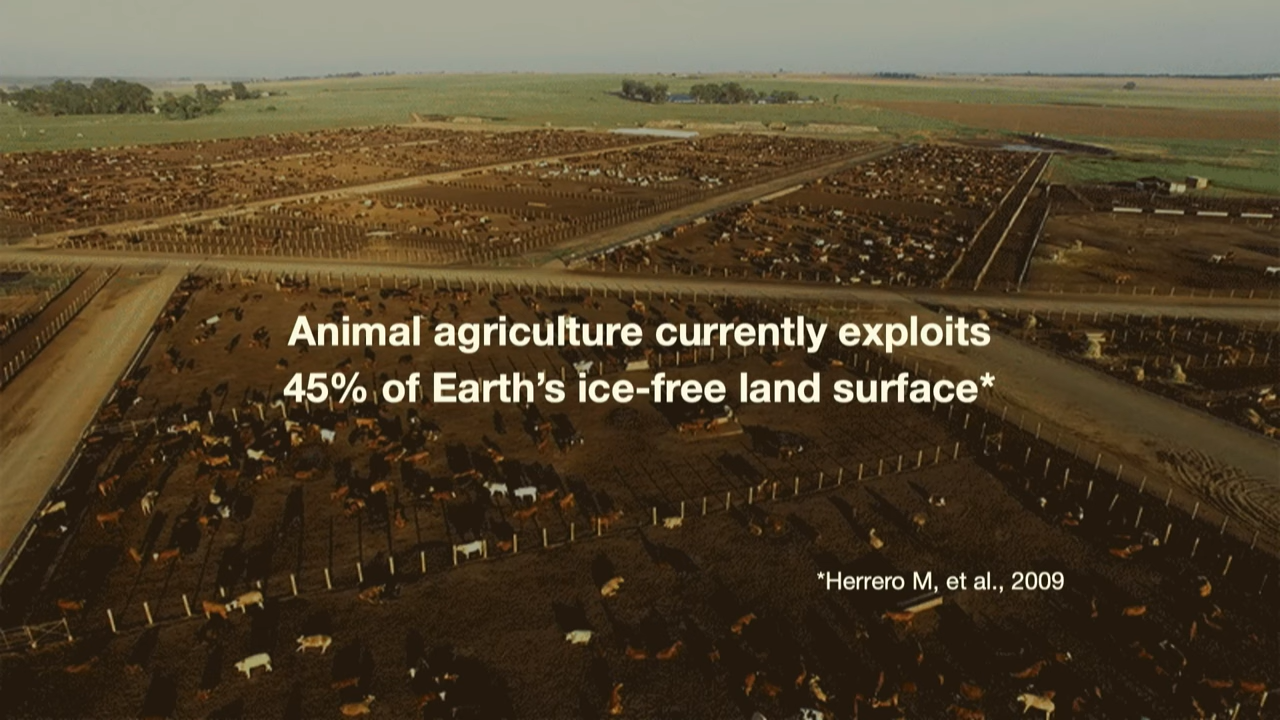 Animal agriculture currently exploits
45% of Earth’s ice-free land surface*
*Herrero M, et al., 2009